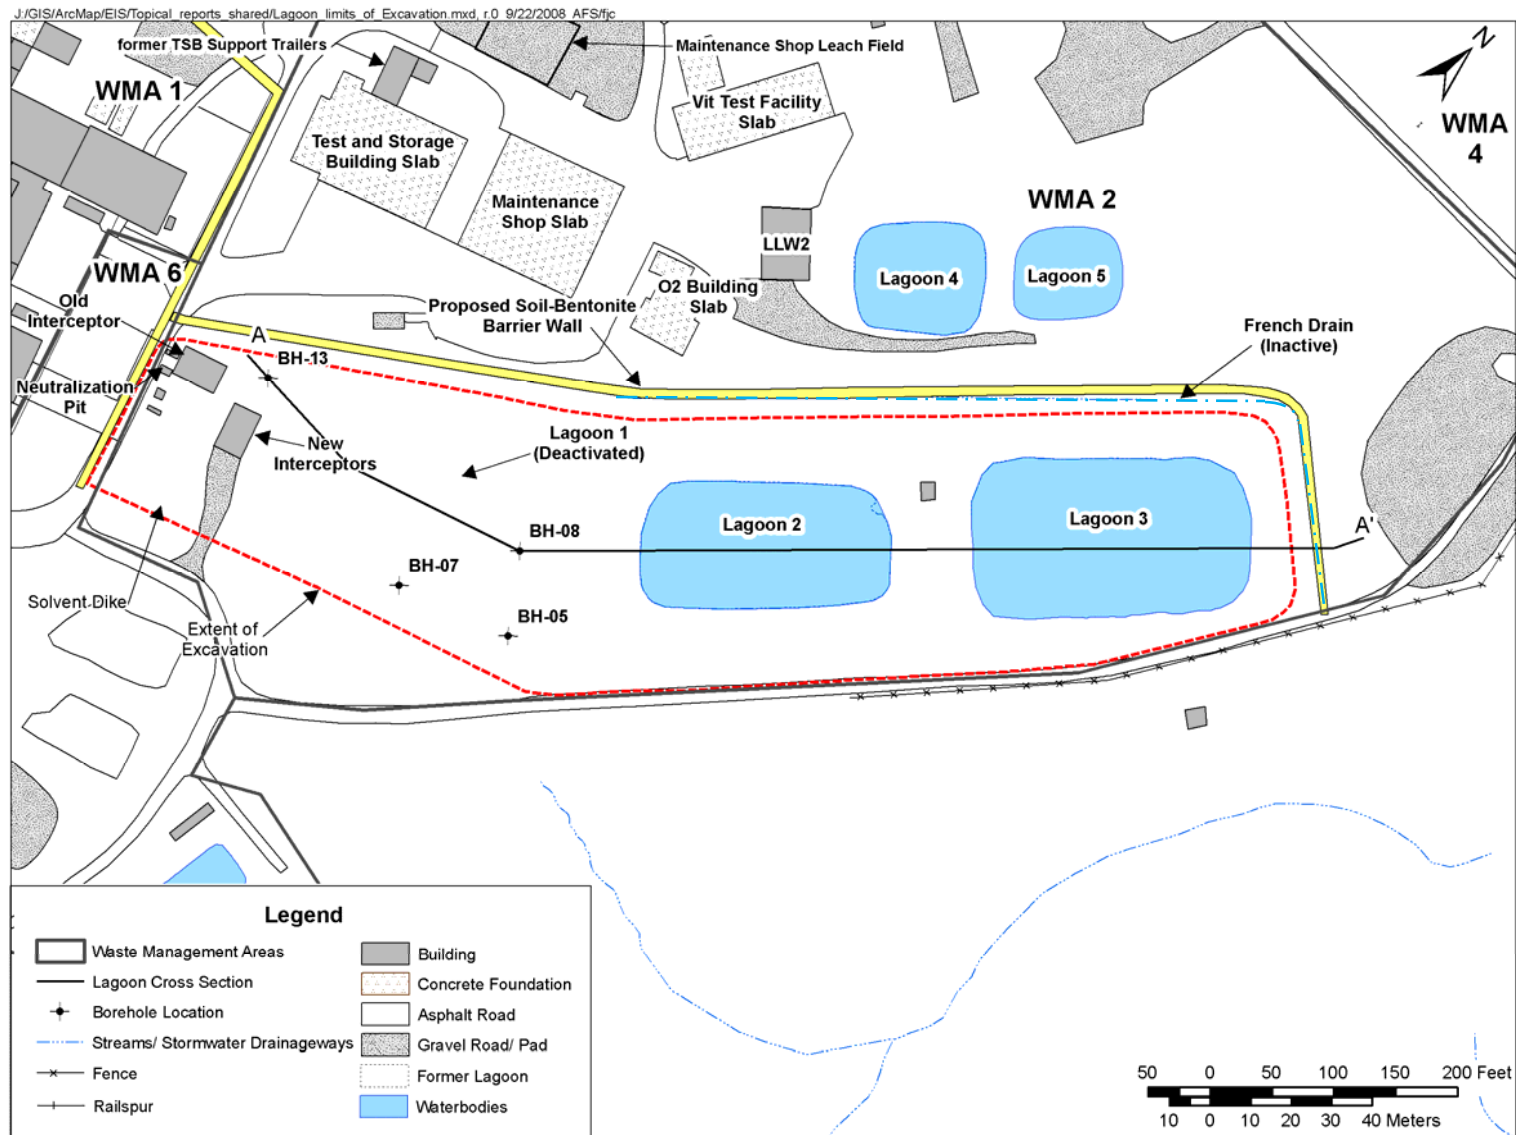 J:/GIS/ArcMap/EIS/Topical_reports_shared/Lagoon_limits_of_Excavation.mxd, r.0 9/22/2008 AFS/fjc
former TSB Support Trailers
Maintenance Shop Leach Field
N
WMA 1
Vit Test Facility
Slab
WMA
4
Test and Storage
Building Slab
Maintenance
Shop Slab
WMA 2
LLW2
WMA 6
Lagoon 4
Lagoon 5
O2 Building
Slab
Old
Interceptor
Proposed Soil-Bentonite
Barrier Wall
French Drain
(Inactive)
A
BH-13
Neutralization
Pit
New
Interceptors
Lagoon 1
(Deactivated)
Lagoon 2
Lagoon 3
A'
BH-08
BH-07
BH-05
Solvent Dike
Extent of
Excavation
Legend
Waste Management Areas
Lagoon Cross Section
Borehole Location
Streams/ Stormwater Drainageways
Fence
Railspur
Building
Concrete Foundation
Asphalt Road
Gravel Road/ Pad
Former Lagoon
Waterbodies
50 0 50 100 150 200 Feet
10 0 10 20 30 40 Meters